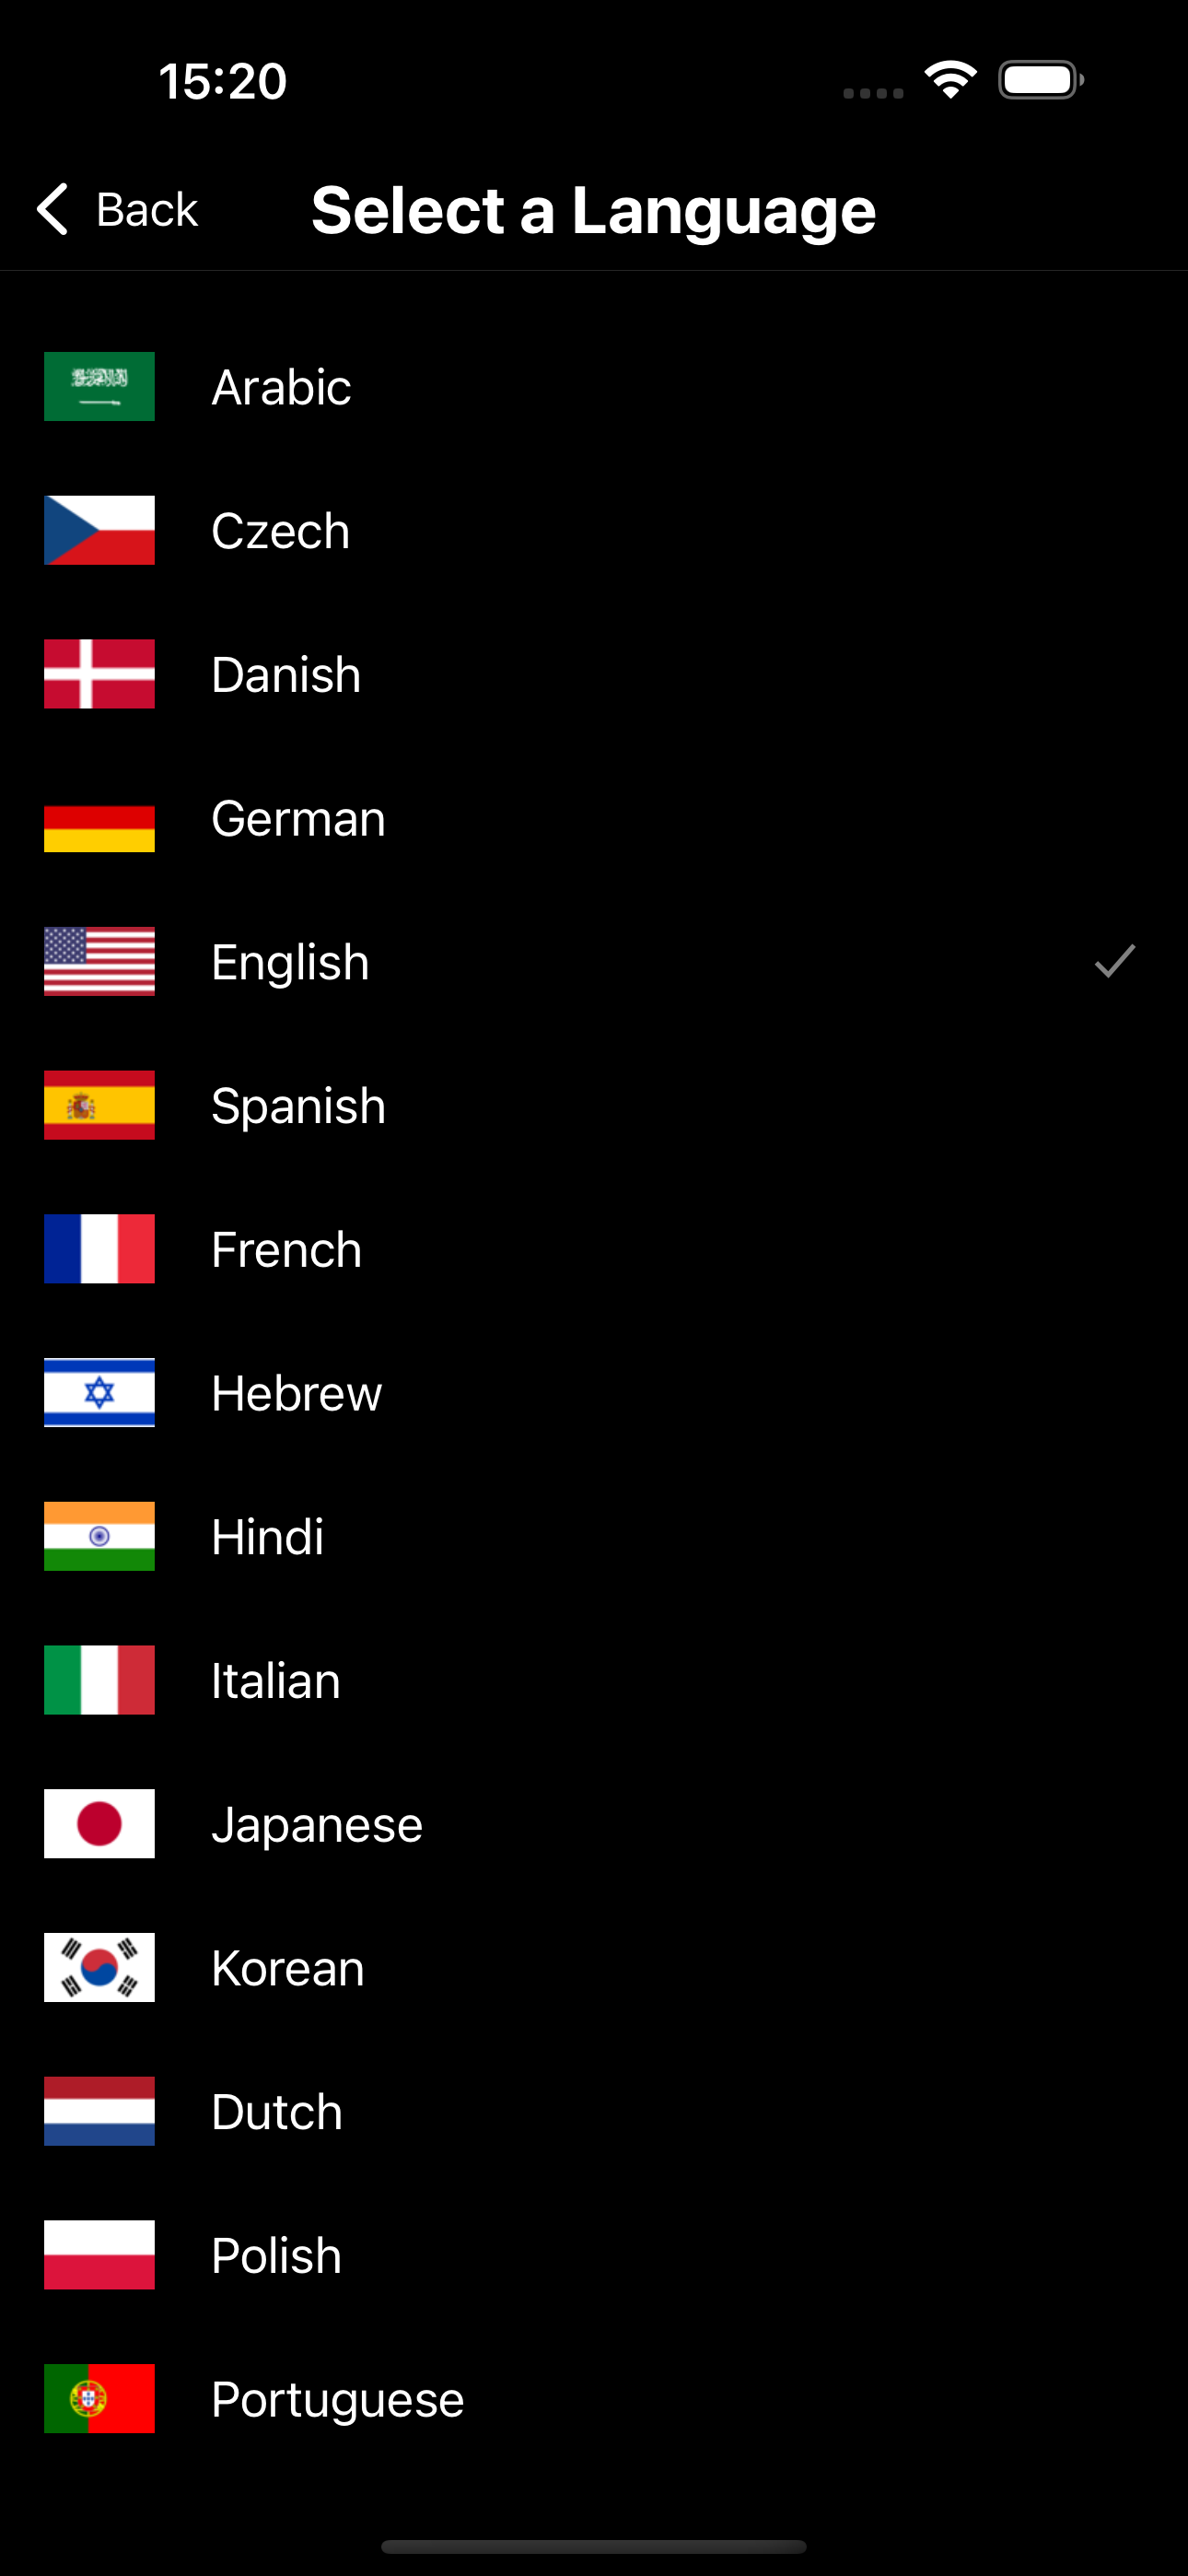 15:20
Back
Select a Language
Arabic
Czech
Danish
German
English
Spanish
French
Hebrew
Hindi
Italian
Japanese
Korean
Dutch
Polish
Portuguese